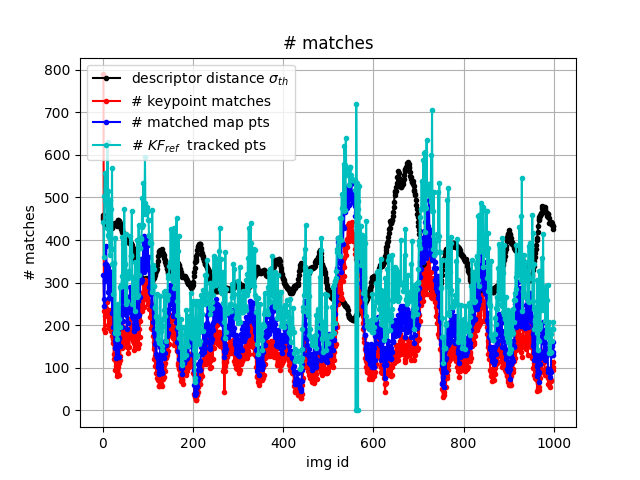 # matches
descriptor distance σth
# keypoint matches
# matched map pts
# KFref tracked pts
# matches
800
700
600
500
400
300
200
100
0
0 200 400 600 800 1000
img id